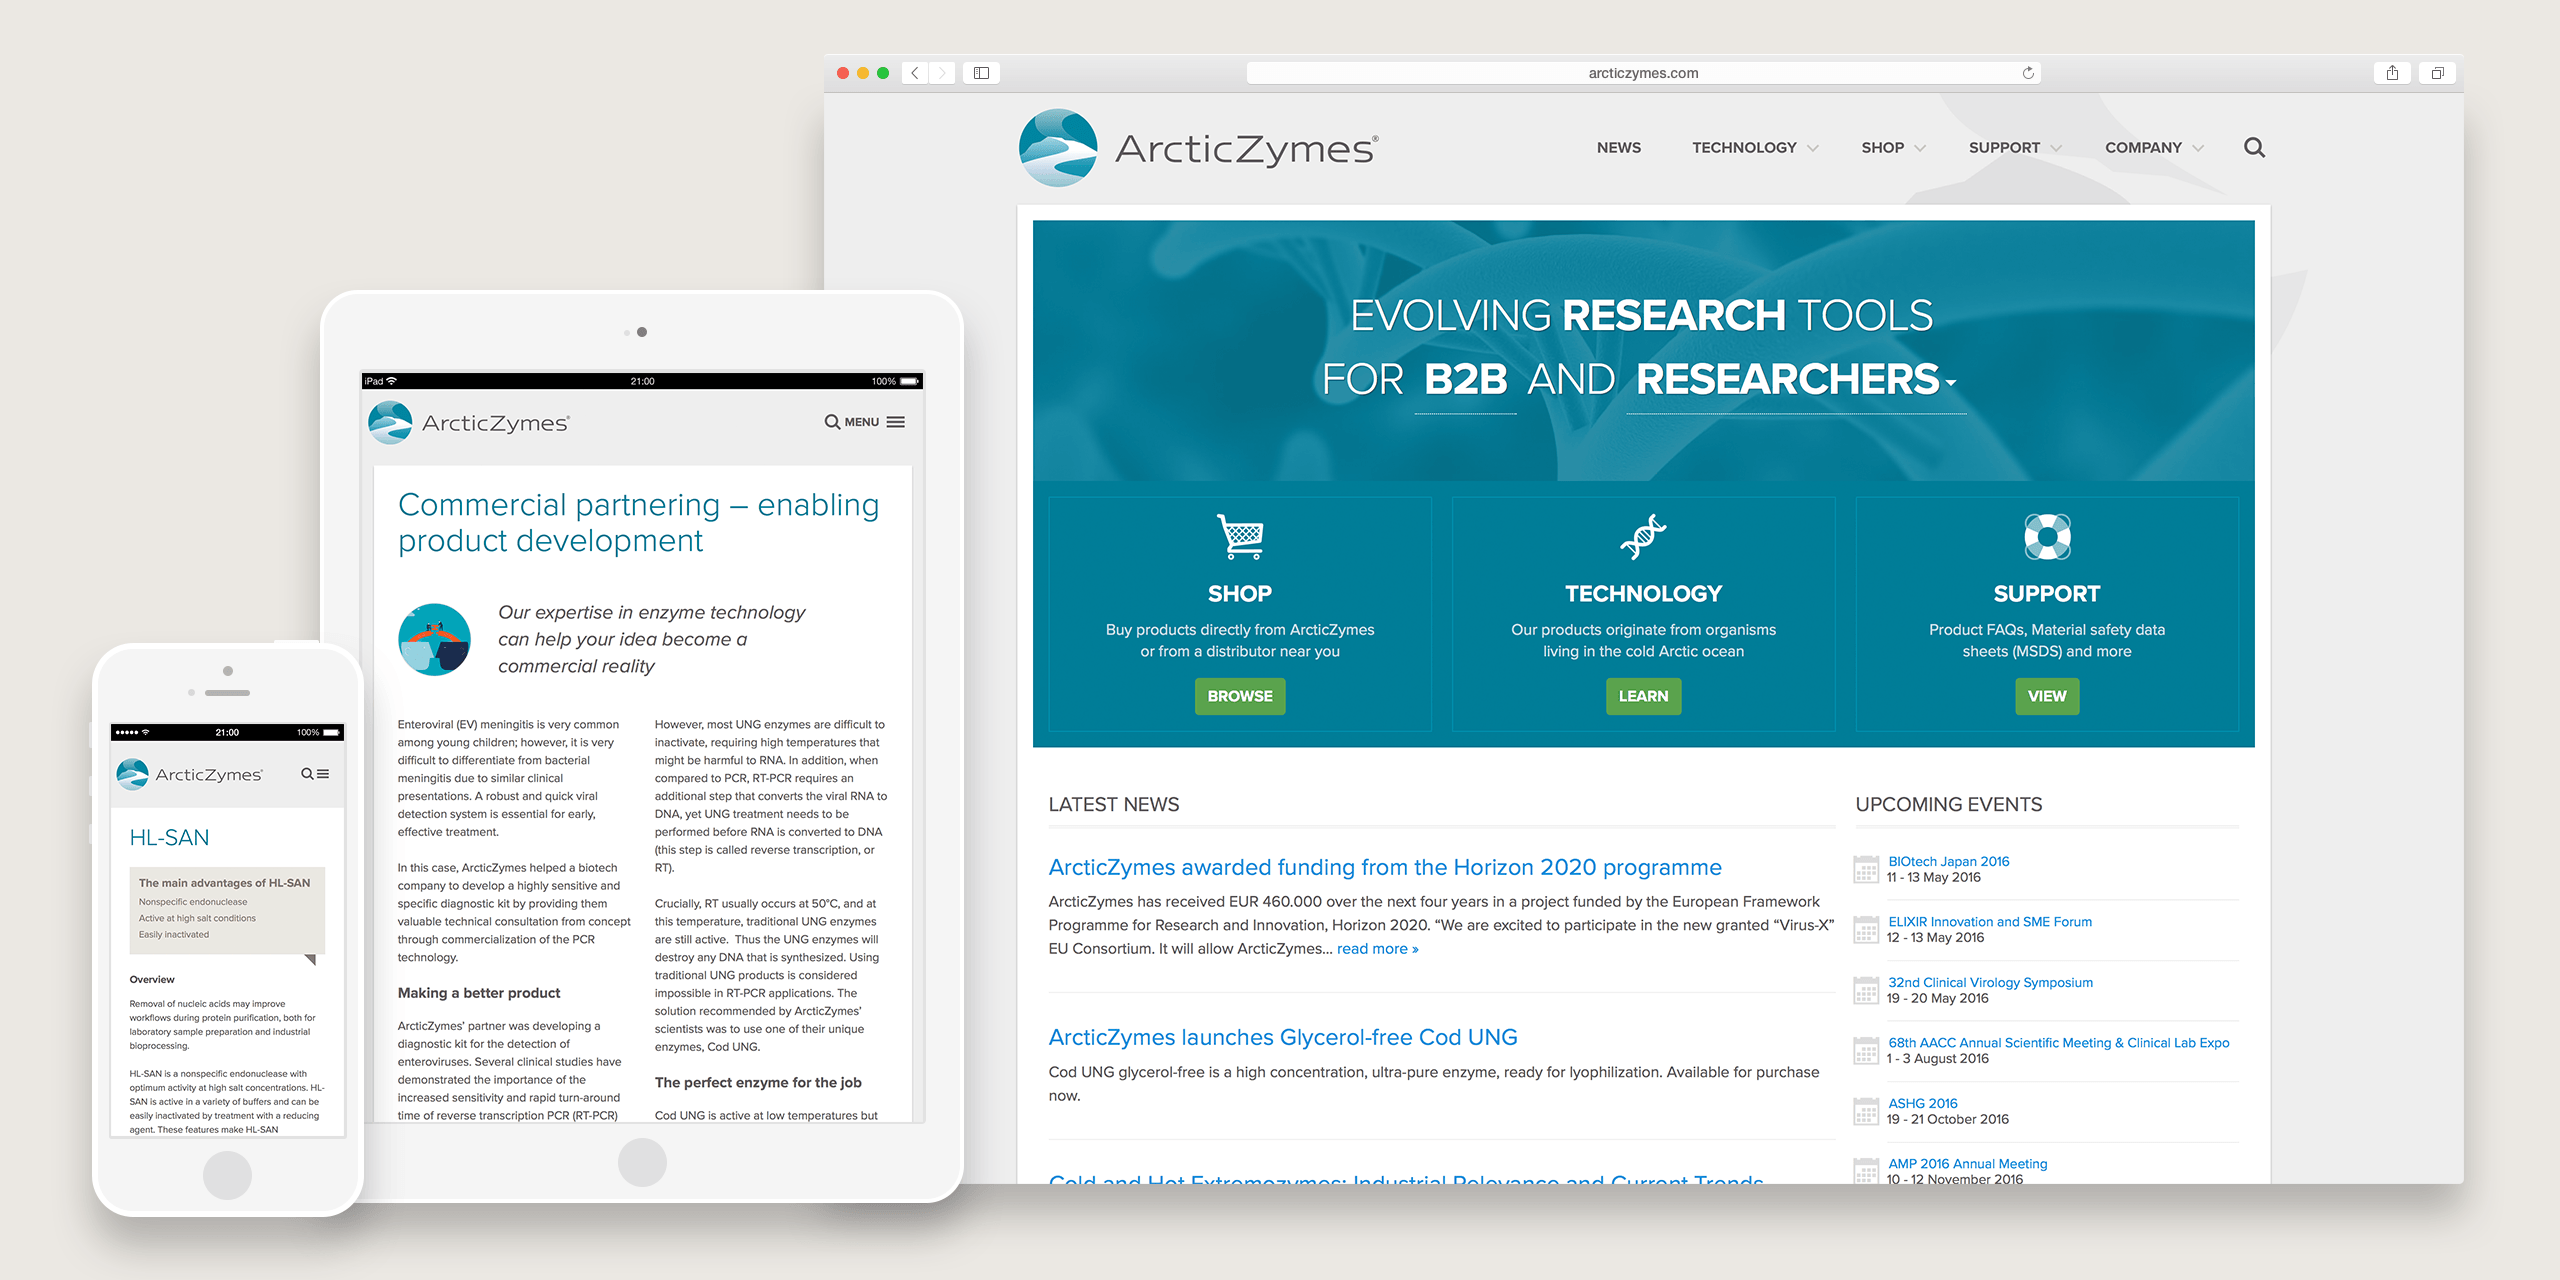 arcticzymes.com
ArcticZymes®
NEWS
TECHNOLOGY
SHOP
SUPPORT
COMPANY
EVOLVING RESEARCH TOOLS
FOR B2B AND RESEARCHERS
SHOP
Buy products directly from ArcticZymes
or from a distributor near you
BROWSE
TECHNOLOGY
Our products originate from organisms
living in the cold Arctic ocean
LEARN
SUPPORT
Product FAQs, Material safety data
sheets (MSDS) and more
VIEW
LATEST NEWS
ArcticZymes awarded funding from the Horizon 2020 programme
ArcticZymes has received EUR 460.000 over the next four years in a project funded by the European Framework
Programme for Research and Innovation, Horizon 2020. “We are excited to participate in the new granted “Virus-X”
EU Consortium. It will allow ArcticZymes... read more »
ArcticZymes launches Glycerol-free Cod UNG
Cod UNG glycerol-free is a high concentration, ultra-pure enzyme, ready for lyophilization. Available for purchase
now.
Cold and Hot Extremozymes: Industrial Relevance and Current Trends
UPCOMING EVENTS
BIOtech Japan 2016
11 - 13 May 2016
ELIXIR Innovation and SME Forum
12 - 13 May 2016
32nd Clinical Virology Symposium
19 - 20 May 2016
68th AACC Annual Scientific Meeting & Clinical Lab Expo
1 - 3 August 2016
ASHG 2016
19 - 21 October 2016
AMP 2016 Annual Meeting
10 - 12 November 2016
iPad
21:00
100%
ArcticZymes®
MENU
Commercial partnering – enabling
product development
Our expertise in enzyme technology
can help your idea become a
commercial reality
Enteroviral (EV) meningitis is very common
among young children; however, it is very
difficult to differentiate from bacterial
meningitis due to similar clinical
presentations. A robust and quick viral
detection system is essential for early,
effective treatment.
In this case, ArcticZymes helped a biotech
company to develop a highly sensitive and
specific diagnostic kit by providing them
valuable technical consultation from concept
through commercialization of the PCR
technology.
Making a better product
ArcticZymes’ partner was developing a
diagnostic kit for the detection of
enteroviruses. Several clinical studies have
demonstrated the importance of the
increased sensitivity and rapid turn-around
time of reverse transcription PCR (RT-PCR)
However, most UNG enzymes are difficult to
inactivate, requiring high temperatures that
might be harmful to RNA. In addition, when
compared to PCR, RT-PCR requires an
additional step that converts the viral RNA to
DNA, yet UNG treatment needs to be
performed before RNA is converted to DNA
(this step is called reverse transcription, or
RT).
Crucially, RT usually occurs at 50°C, and at
this temperature, traditional UNG enzymes
are still active. Thus the UNG enzymes will
destroy any DNA that is synthesized. Using
traditional UNG products is considered
impossible in RT-PCR applications. The
solution recommended by ArcticZymes’
scientists was to use one of their unique
enzymes, Cod UNG.
The perfect enzyme for the job
Cod UNG is active at low temperatures but
21:00
100%
ArcticZymes®
HL-SAN
The main advantages of HL-SAN
Nonspecific endonuclease
Active at high salt conditions
Easily inactivated
Overview
Removal of nucleic acids may improve
workflows during protein purification, both for
laboratory sample preparation and industrial
bioprocessing.
HL-SAN is a nonspecific endonuclease with
optimum activity at high salt concentrations. HL-
SAN is active in a variety of buffers and can be
easily inactivated by treatment with a reducing
agent. These features make HL-SAN